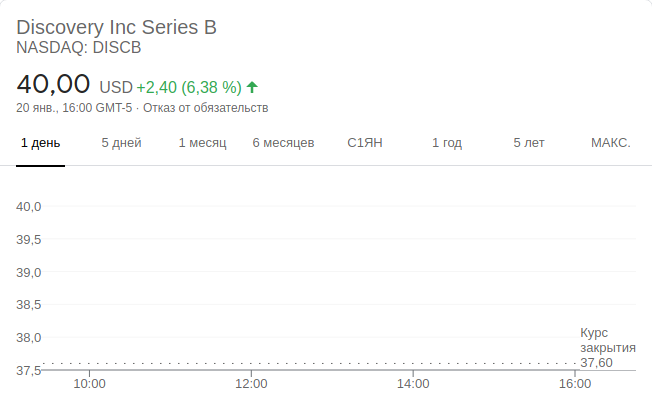 Discovery Inc Series B
NASDAQ: DISCB
40,00 USD +2,40 (6,38 %)
20 янв., 16:00 GMT-5 · Отказ от обязательств
1 день 5 дней 1 месяц 6 месяцев С1ЯН 1 год 5 лет МАКС.
40,0
39,5
39,0
38,5
38,0
Курс
закрытия
37,60
37,5
10:00 12:00 14:00 16:00